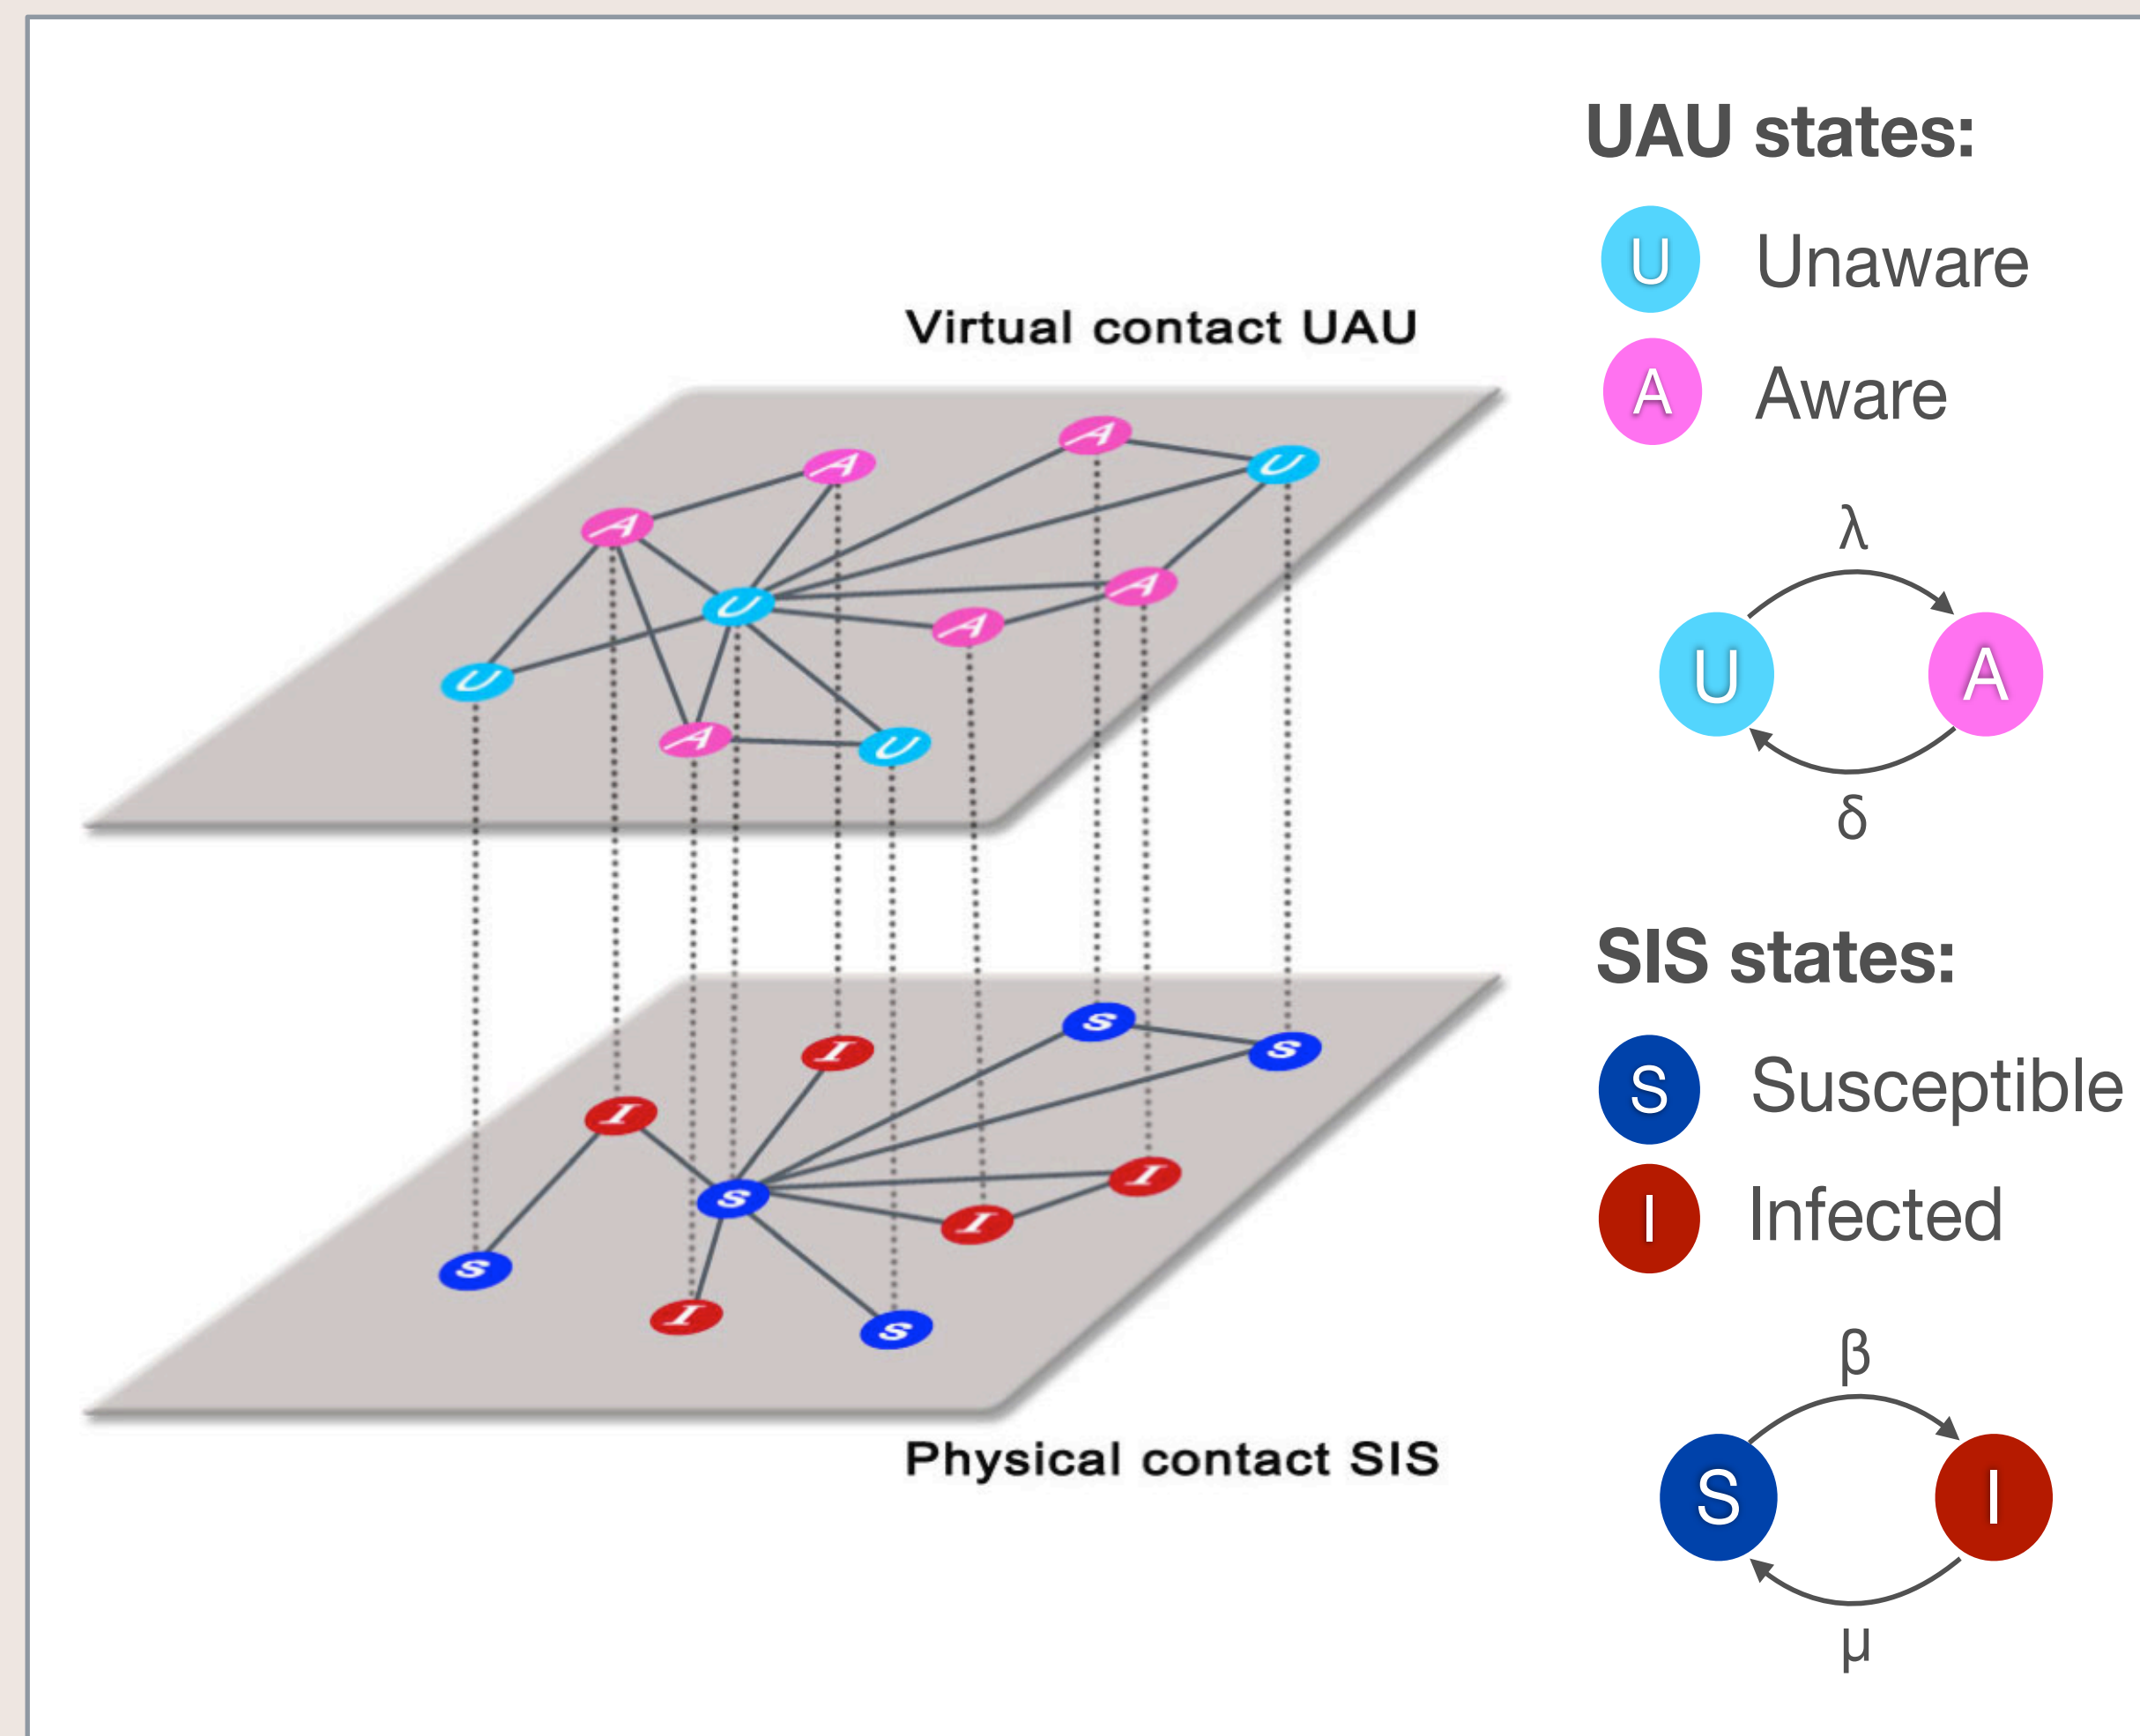 UAU states:
U Unaware
Virtual contact UAU
A Aware
A
A
U
A
λ
U
A
A
U
U A
U
A
U
δ
SIS states:
S
I
S
S Susceptible
I
I
S
I
I Infected
S
I
S
β
Physical contact SIS
S I
μ